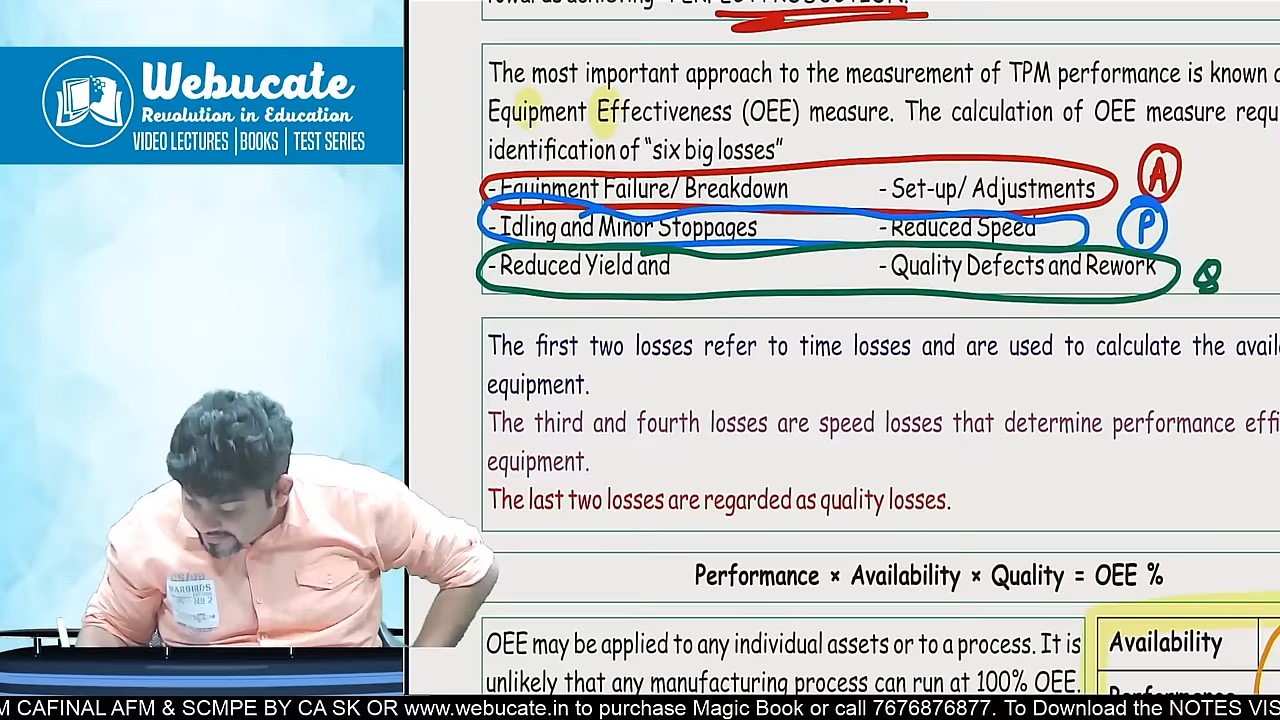 Webucate
Revolution in Education
VIDEO LECTURES | BOOKS | TEST SERIES
The most important approach to the measurement of TPM performance is known
Equipment Effectiveness (OEE) measure. The calculation of OEE measure requ
identification of “six big losses”
- Equipment Failure/ Breakdown - Set-up/ Adjustments A
- Idling and Minor Stoppages - Reduced Speed P
- Reduced Yield and - Quality Defects and Rework
The first two losses refer to time losses and are used to calculate the avail
equipment.
The third and fourth losses are speed losses that determine performance effi
equipment.
The last two losses are regarded as quality losses.
Performance × Availability × Quality = OEE %
OEE may be applied to any individual assets or to a process. It is
unlikely that any manufacturing process can run at 100% OEE.
Availability
Performance
M CAFINAL AFM & SCMPE BY CA SK OR www.webucate.in to purchase Magic Book or call 7676876877. To Download the NOTES VIS